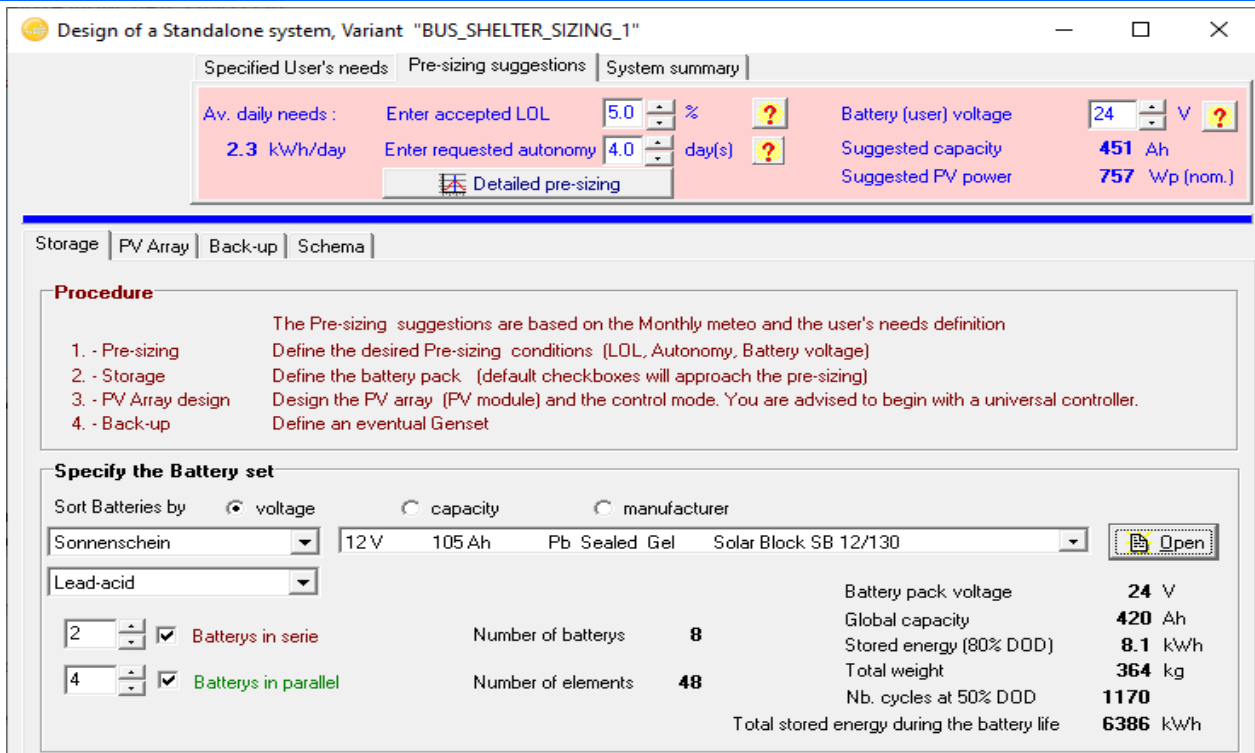 Design of a Standalone system, Variant "BUS_SHELTER_SIZING_1"
Specified User's needs Pre-sizing suggestions System summary
Av. daily needs : Enter accepted LOL 5.0 % ? Battery (user) voltage 24 V ?
2.3 kWh/day Enter requested autonomy 4.0 day(s) ? Suggested capacity 451 Ah
Detailed pre-sizing Suggested PV power 757 Wp (nom.)
Storage PV Array Back-up Schema
Procedure
The Pre-sizing suggestions are based on the Monthly meteo and the user's needs definition
1. - Pre-sizing Define the desired Pre-sizing conditions (LOL, Autonomy, Battery voltage)
2. - Storage Define the battery pack (default checkboxes will approach the pre-sizing)
3. - PV Array design Design the PV array (PV module) and the control mode. You are advised to begin with a universal controller.
4. - Back-up Define an eventual Genset
Specify the Battery set
Sort Batteries by voltage capacity manufacturer
Sonnenschein 12 V 105 Ah Pb Sealed Gel Solar Block SB 12/130 Open
Lead-acid
Battery pack voltage 24 V
Global capacity 420 Ah
2 Batterys in serie Number of batterys 8
Stored energy (80% DOD) 8.1 kWh
Total weight 364 kg
4 Batterys in parallel Number of elements 48
Nb. cycles at 50% DOD 1170
Total stored energy during the battery life 6386 kWh